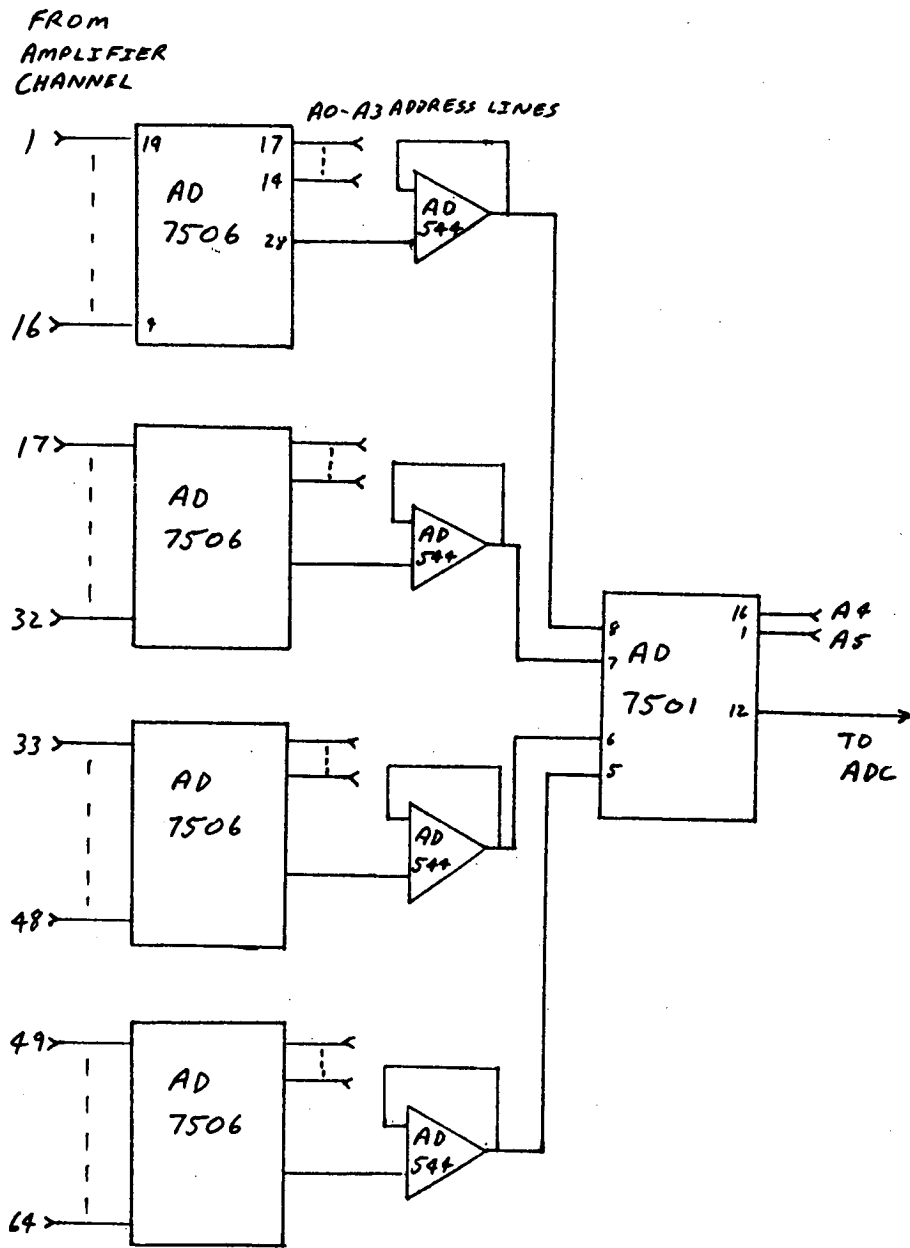 FROM
AMPLIFIER
CHANNEL
A0-A3 ADDRESS LINES
1
19
17
14
AD
7506
28
AD
544
16
9
17
AD
7506
AD
544
32
8
16
A4
7
AD
1
A5
7501
12
6
5
TO
ADC
33
AD
7506
AD
544
48
49
AD
7506
AD
544
64